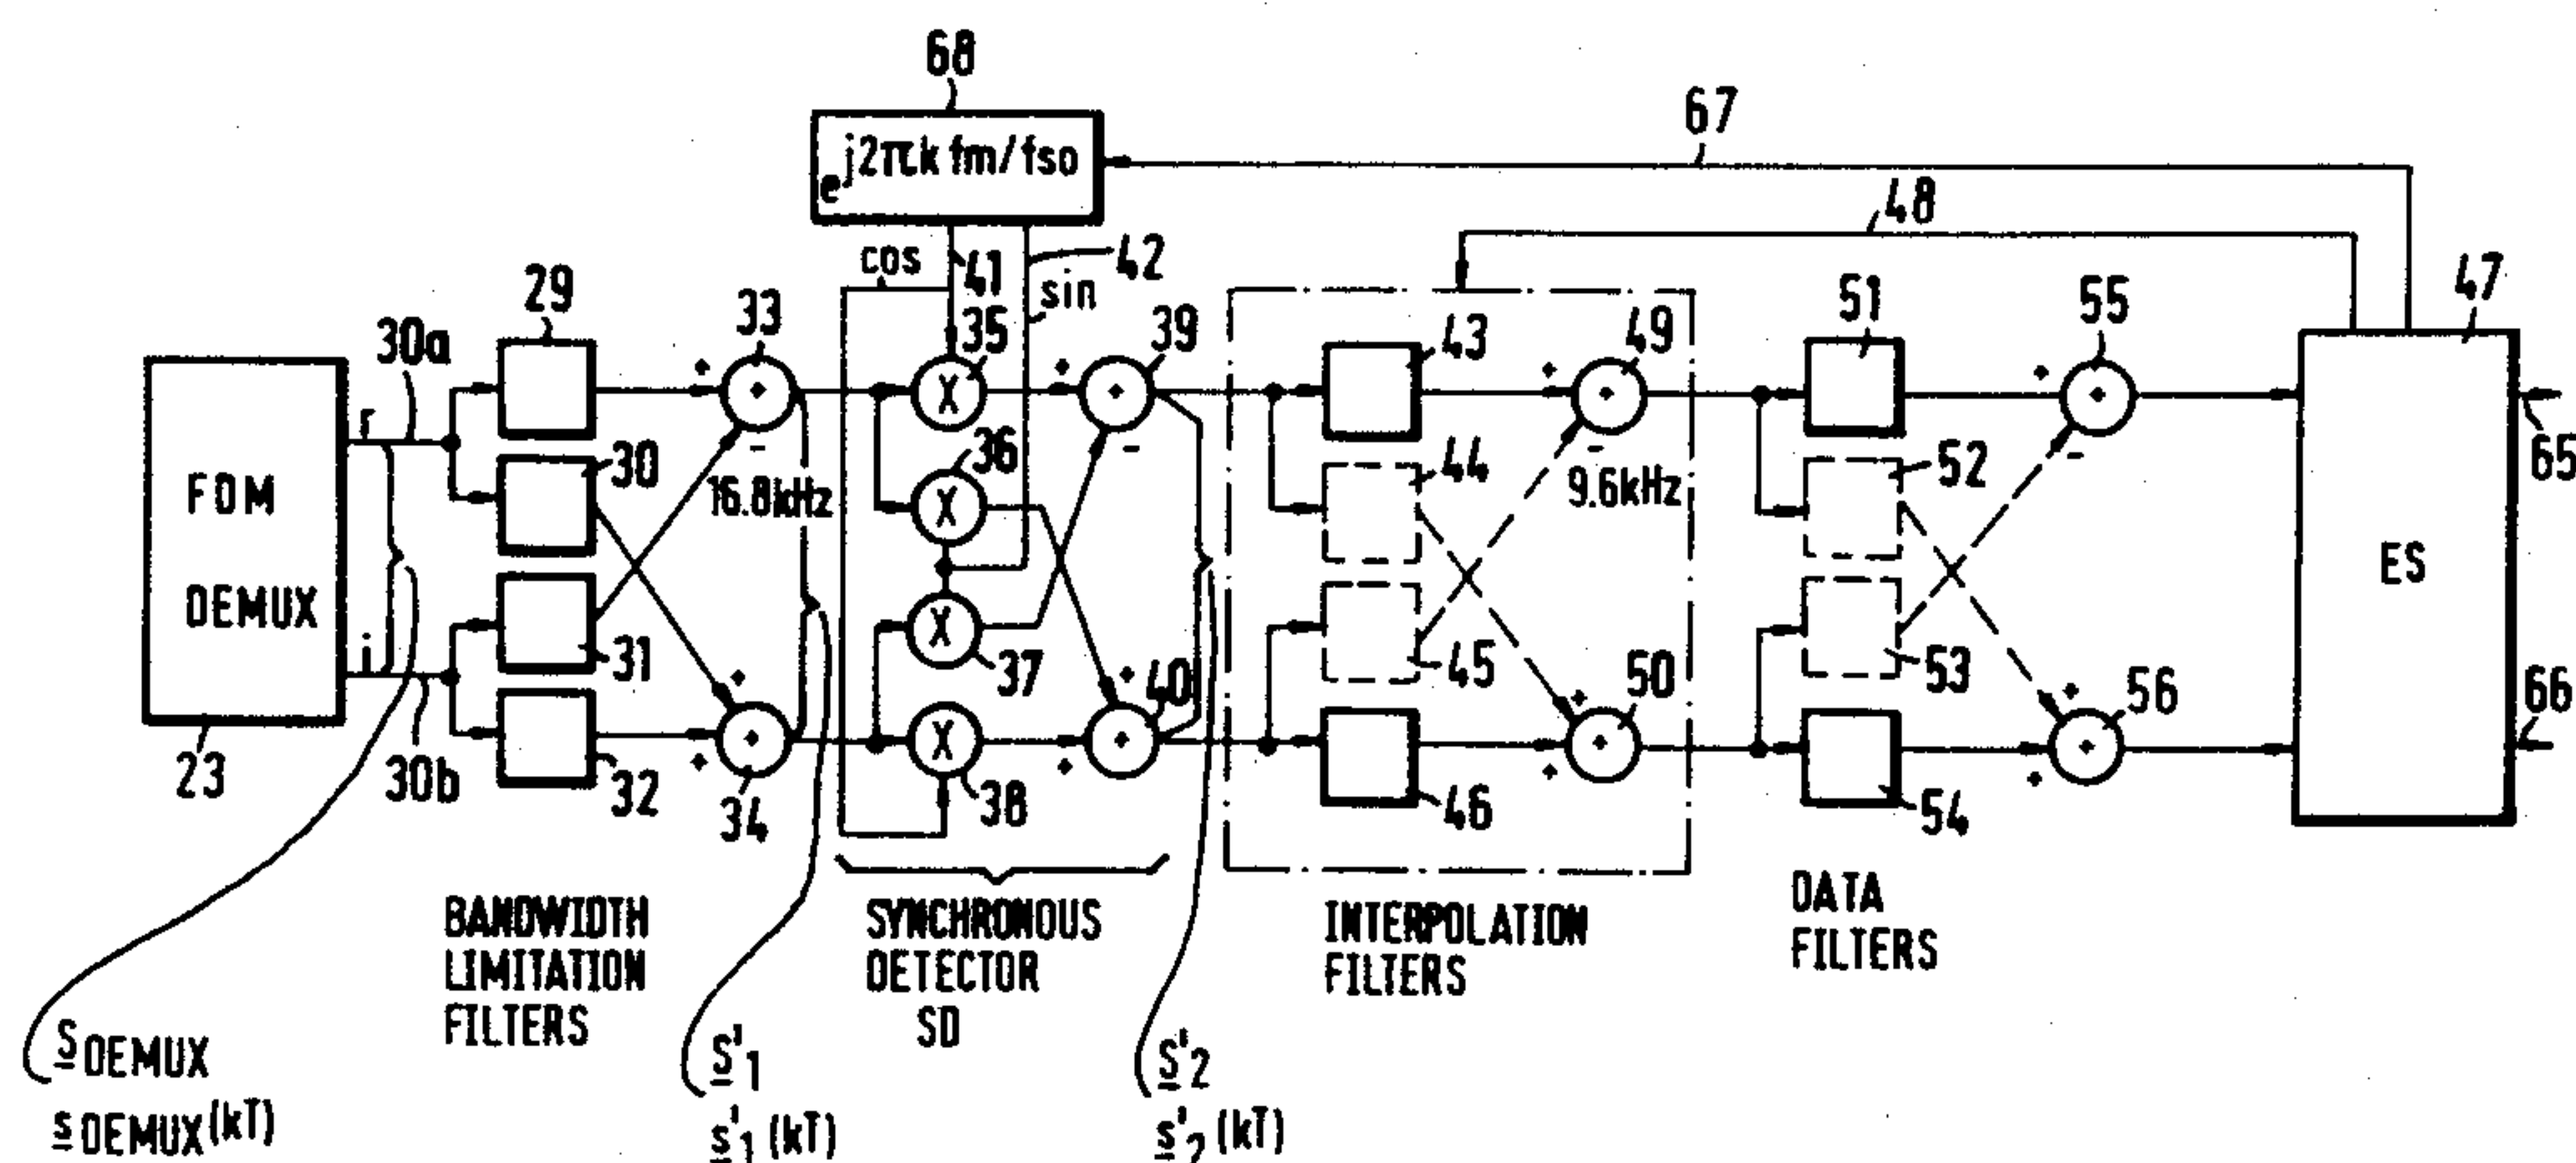 68
e j2πk fm/fso
67
48
cos
41
42
sin
29
33
35
39
43
49
51
55
47
30a
r
FDM
DEMUX
30
36
44
52
65
16.8kHz
9.6kHz
ES
i
31
37
45
53
40
50
56
66
23
30b
32
34
38
46
54
BANDWIDTH
LIMITATION
FILTERS
SYNCHRONOUS
DETECTOR
SD
INTERPOLATION
FILTERS
DATA
FILTERS
S DEMUX
s DEMUX(kT)
S'1
s'1(kT)
S'2
s'2(kT)